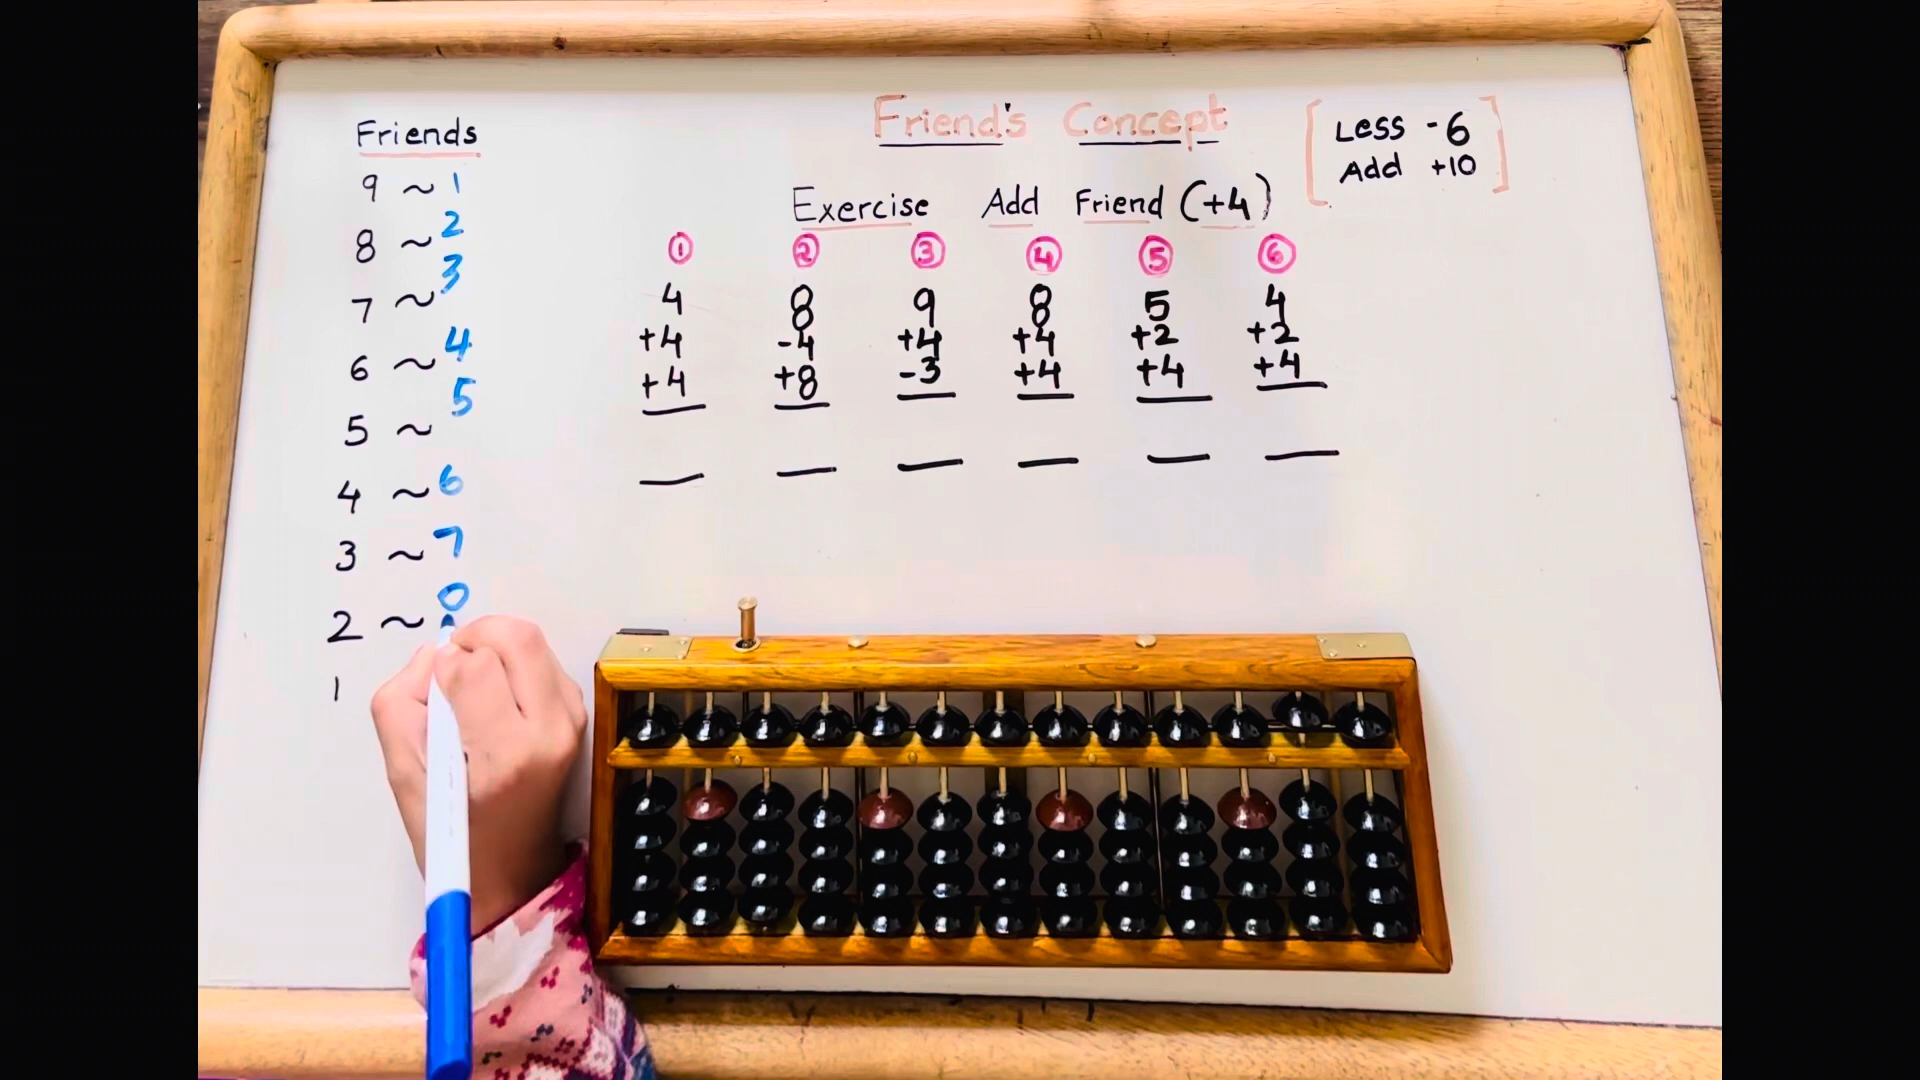 Friends
9 ~ 1
8 ~ 2
7 ~ 3
6 ~ 4
5 ~ 5
4 ~ 6
3 ~ 7
2 ~
1
Friend's Concept
[Less -6
Add +10]
Exercise Add Friend (+4)
1 2 3 4 5 6
4 8 9 8 5 4
+4 -4 +4 +4 +2 +2
+4 +8 -3 +4 +4 +4